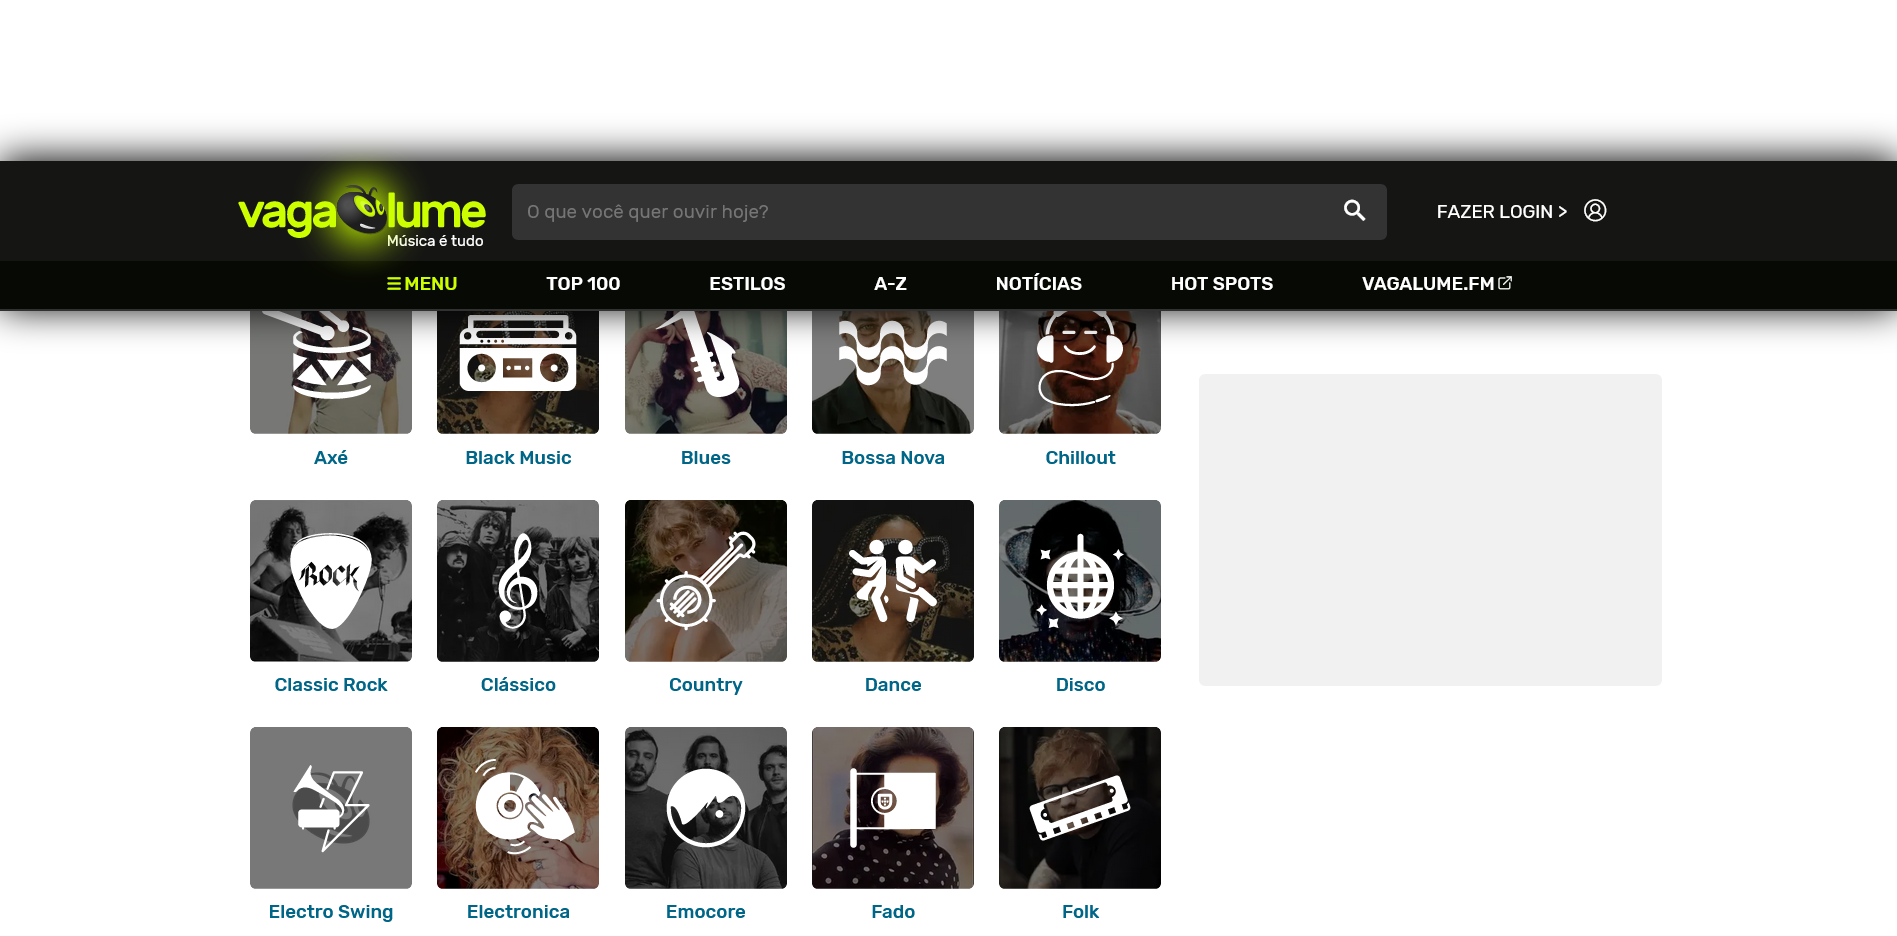 vagalume
Música é tudo
O que você quer ouvir hoje?
FAZER LOGIN >
MENU
TOP 100
ESTILOS
A-Z
NOTÍCIAS
HOT SPOTS
VAGALUME.FM
Axé
Black Music
Blues
Bossa Nova
Chillout
ROCK
Classic Rock
Clássico
Country
Dance
Disco
Electro Swing
Electronica
Emocore
Fado
Folk